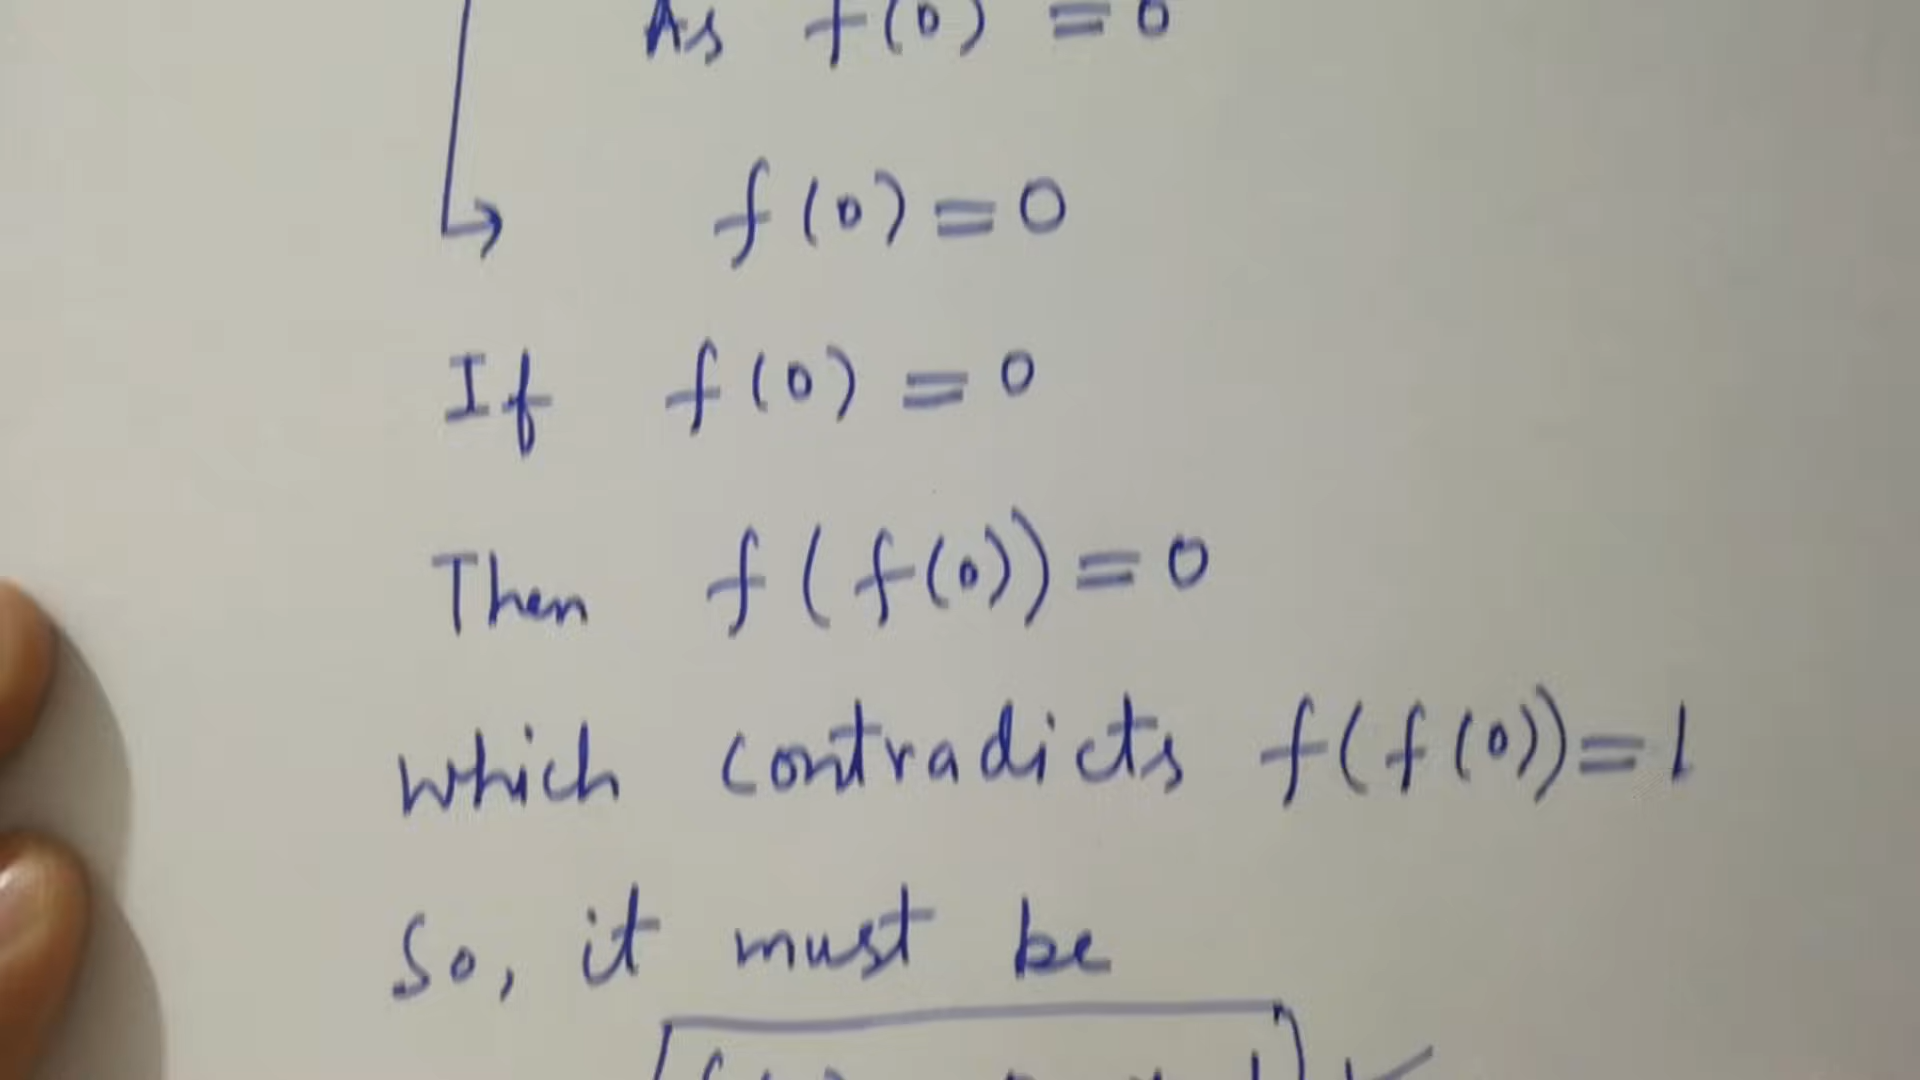 As f(0) = 0
f(0) = 0
If f(0) = 0
Then f(f(0)) = 0
which contradicts f(f(0)) = 1
So, it must be